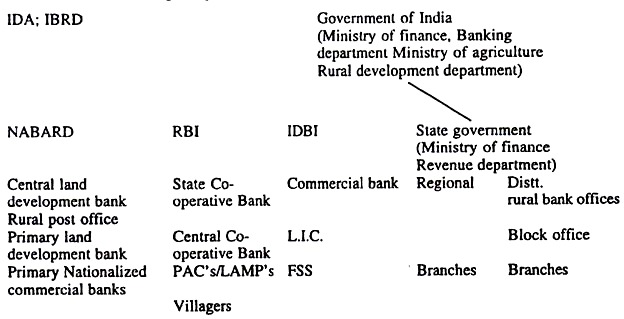 IDA; IBRD
Government of India
(Ministry of finance, Banking
department Ministry of agriculture
Rural development department)
NABARD RBI IDBI State government
(Ministry of finance
Revenue department)
Central land State Co- Commercial bank Regional Distt.
development bank operative Bank rural bank offices
Rural post office
Primary land Central Co- L.I.C. Block office
development bank operative Bank
Primary Nationalized PAC's/LAMP's FSS Branches Branches
commercial banks
Villagers